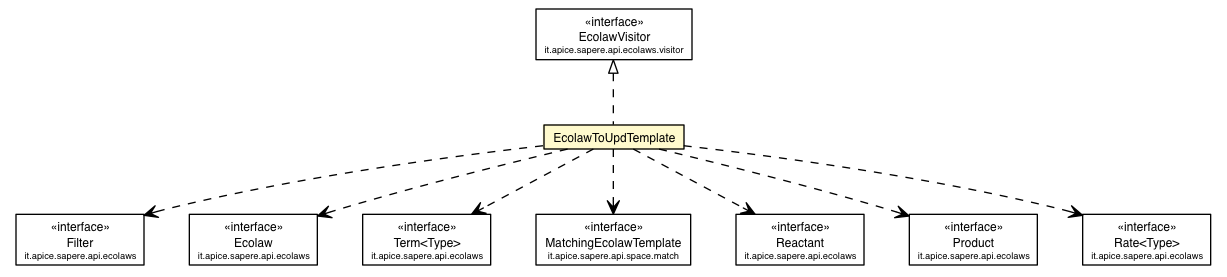 «interface»
EcolawVisitor
it.apice.sapere.api.ecolaws.visitor
EcolawToUpdTemplate
«interface»
Filter
it.apice.sapere.api.ecolaws
«interface»
Ecolaw
it.apice.sapere.api.ecolaws
«interface»
Term<Type>
it.apice.sapere.api.ecolaws
«interface»
MatchingEcolawTemplate
it.apice.sapere.api.space.match
«interface»
Reactant
it.apice.sapere.api.ecolaws
«interface»
Product
it.apice.sapere.api.ecolaws
«interface»
Rate<Type>
it.apice.sapere.api.ecolaws